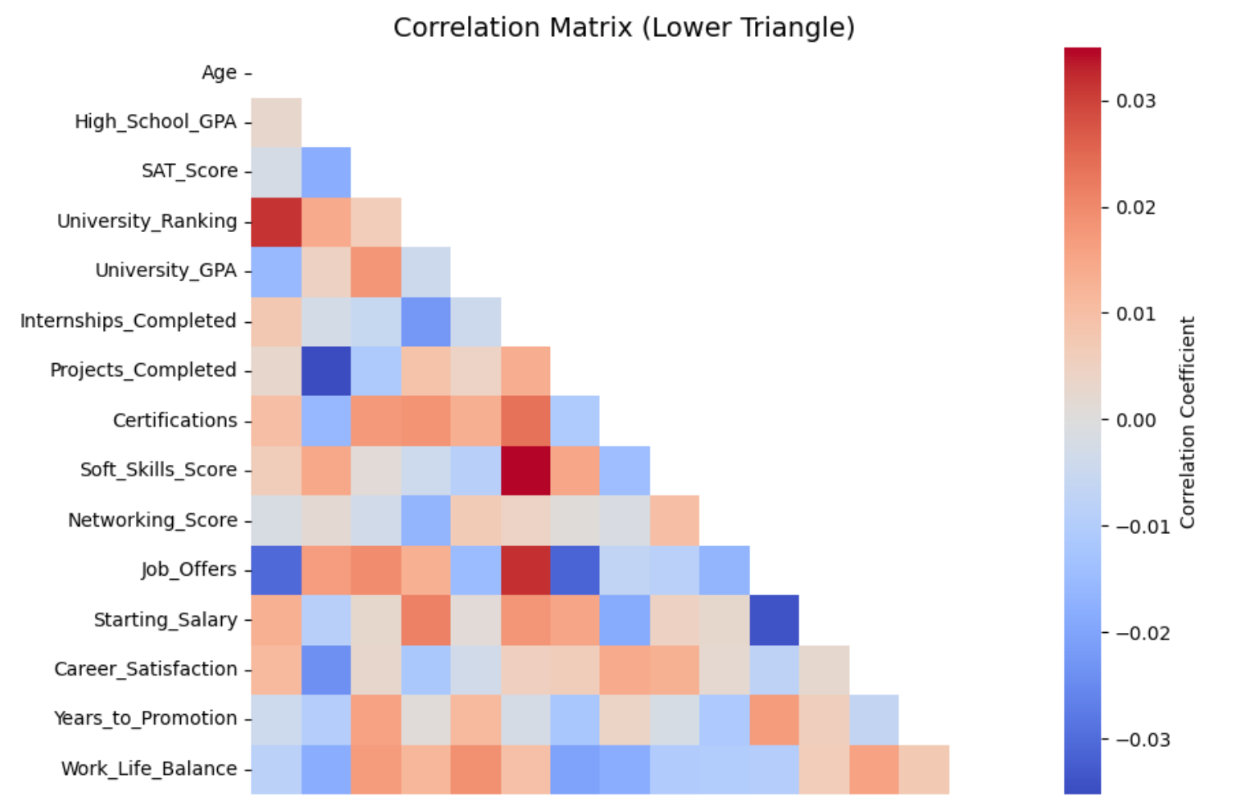 Correlation Matrix (Lower Triangle)
Age
High_School_GPA
SAT_Score
University_Ranking
University_GPA
Internships_Completed
Projects_Completed
Certifications
Soft_Skills_Score
Networking_Score
Job_Offers
Starting_Salary
Career_Satisfaction
Years_to_Promotion
Work_Life_Balance
0.03
0.02
0.01
0.00
−0.01
−0.02
−0.03
Correlation Coefficient